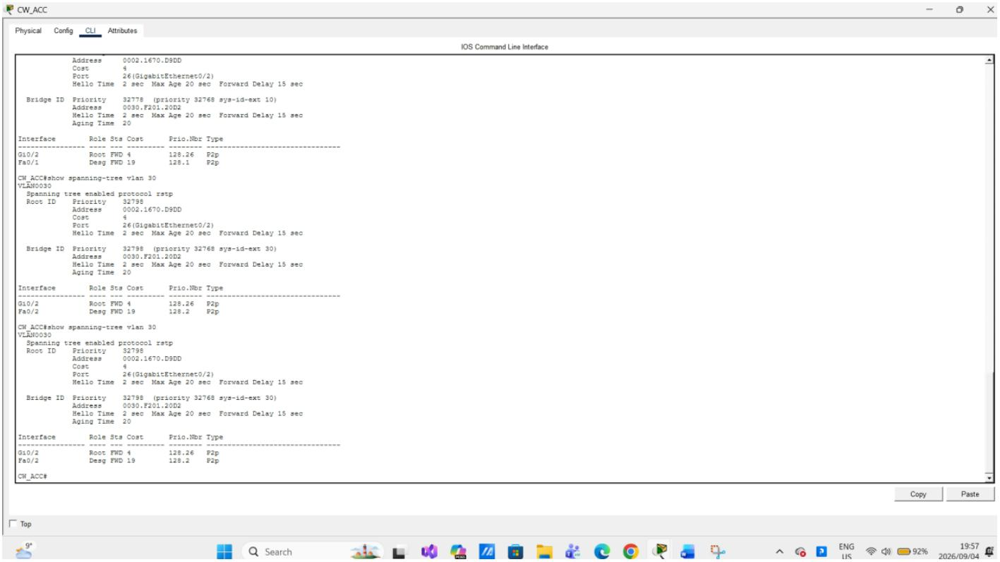 CW_ACC
Physical Config CLI Attributes
IOS Command Line Interface
Address 0002.1670.D9DD
Cost 4
Port 26(GigabitEthernet0/2)
Hello Time 2 sec Max Age 20 sec Forward Delay 15 sec
Bridge ID Priority 32778 (priority 32768 sys-id-ext 10)
Address 0030.F201.20D2
Hello Time 2 sec Max Age 20 sec Forward Delay 15 sec
Aging Time 20
Interface Role Sts Cost Prio.Nbr Type
---------------- ---- --- --------- -------- --------------------------------
Gi0/2 Root FWD 4 128.26 P2p
Fa0/1 Desg FWD 19 128.1 P2p
CW_ACC#show spanning-tree vlan 30
VLAN0030
Spanning tree enabled protocol rstp
Root ID Priority 32798
Address 0002.1670.D9DD
Cost 4
Port 26(GigabitEthernet0/2)
Hello Time 2 sec Max Age 20 sec Forward Delay 15 sec
Bridge ID Priority 32798 (priority 32768 sys-id-ext 30)
Address 0030.F201.20D2
Hello Time 2 sec Max Age 20 sec Forward Delay 15 sec
Aging Time 20
Interface Role Sts Cost Prio.Nbr Type
---------------- ---- --- --------- -------- --------------------------------
Gi0/2 Root FWD 4 128.26 P2p
Fa0/2 Desg FWD 19 128.2 P2p
CW_ACC#show spanning-tree vlan 30
VLAN0030
Spanning tree enabled protocol rstp
Root ID Priority 32798
Address 0002.1670.D9DD
Cost 4
Port 26(GigabitEthernet0/2)
Hello Time 2 sec Max Age 20 sec Forward Delay 15 sec
Bridge ID Priority 32798 (priority 32768 sys-id-ext 30)
Address 0030.F201.20D2
Hello Time 2 sec Max Age 20 sec Forward Delay 15 sec
Aging Time 20
Interface Role Sts Cost Prio.Nbr Type
---------------- ---- --- --------- -------- --------------------------------
Gi0/2 Root FWD 4 128.26 P2p
Fa0/2 Desg FWD 19 128.2 P2p
CW_ACC#
Copy Paste
Top
9°
Search
ENG
US
92%
19:57
2026/09/04